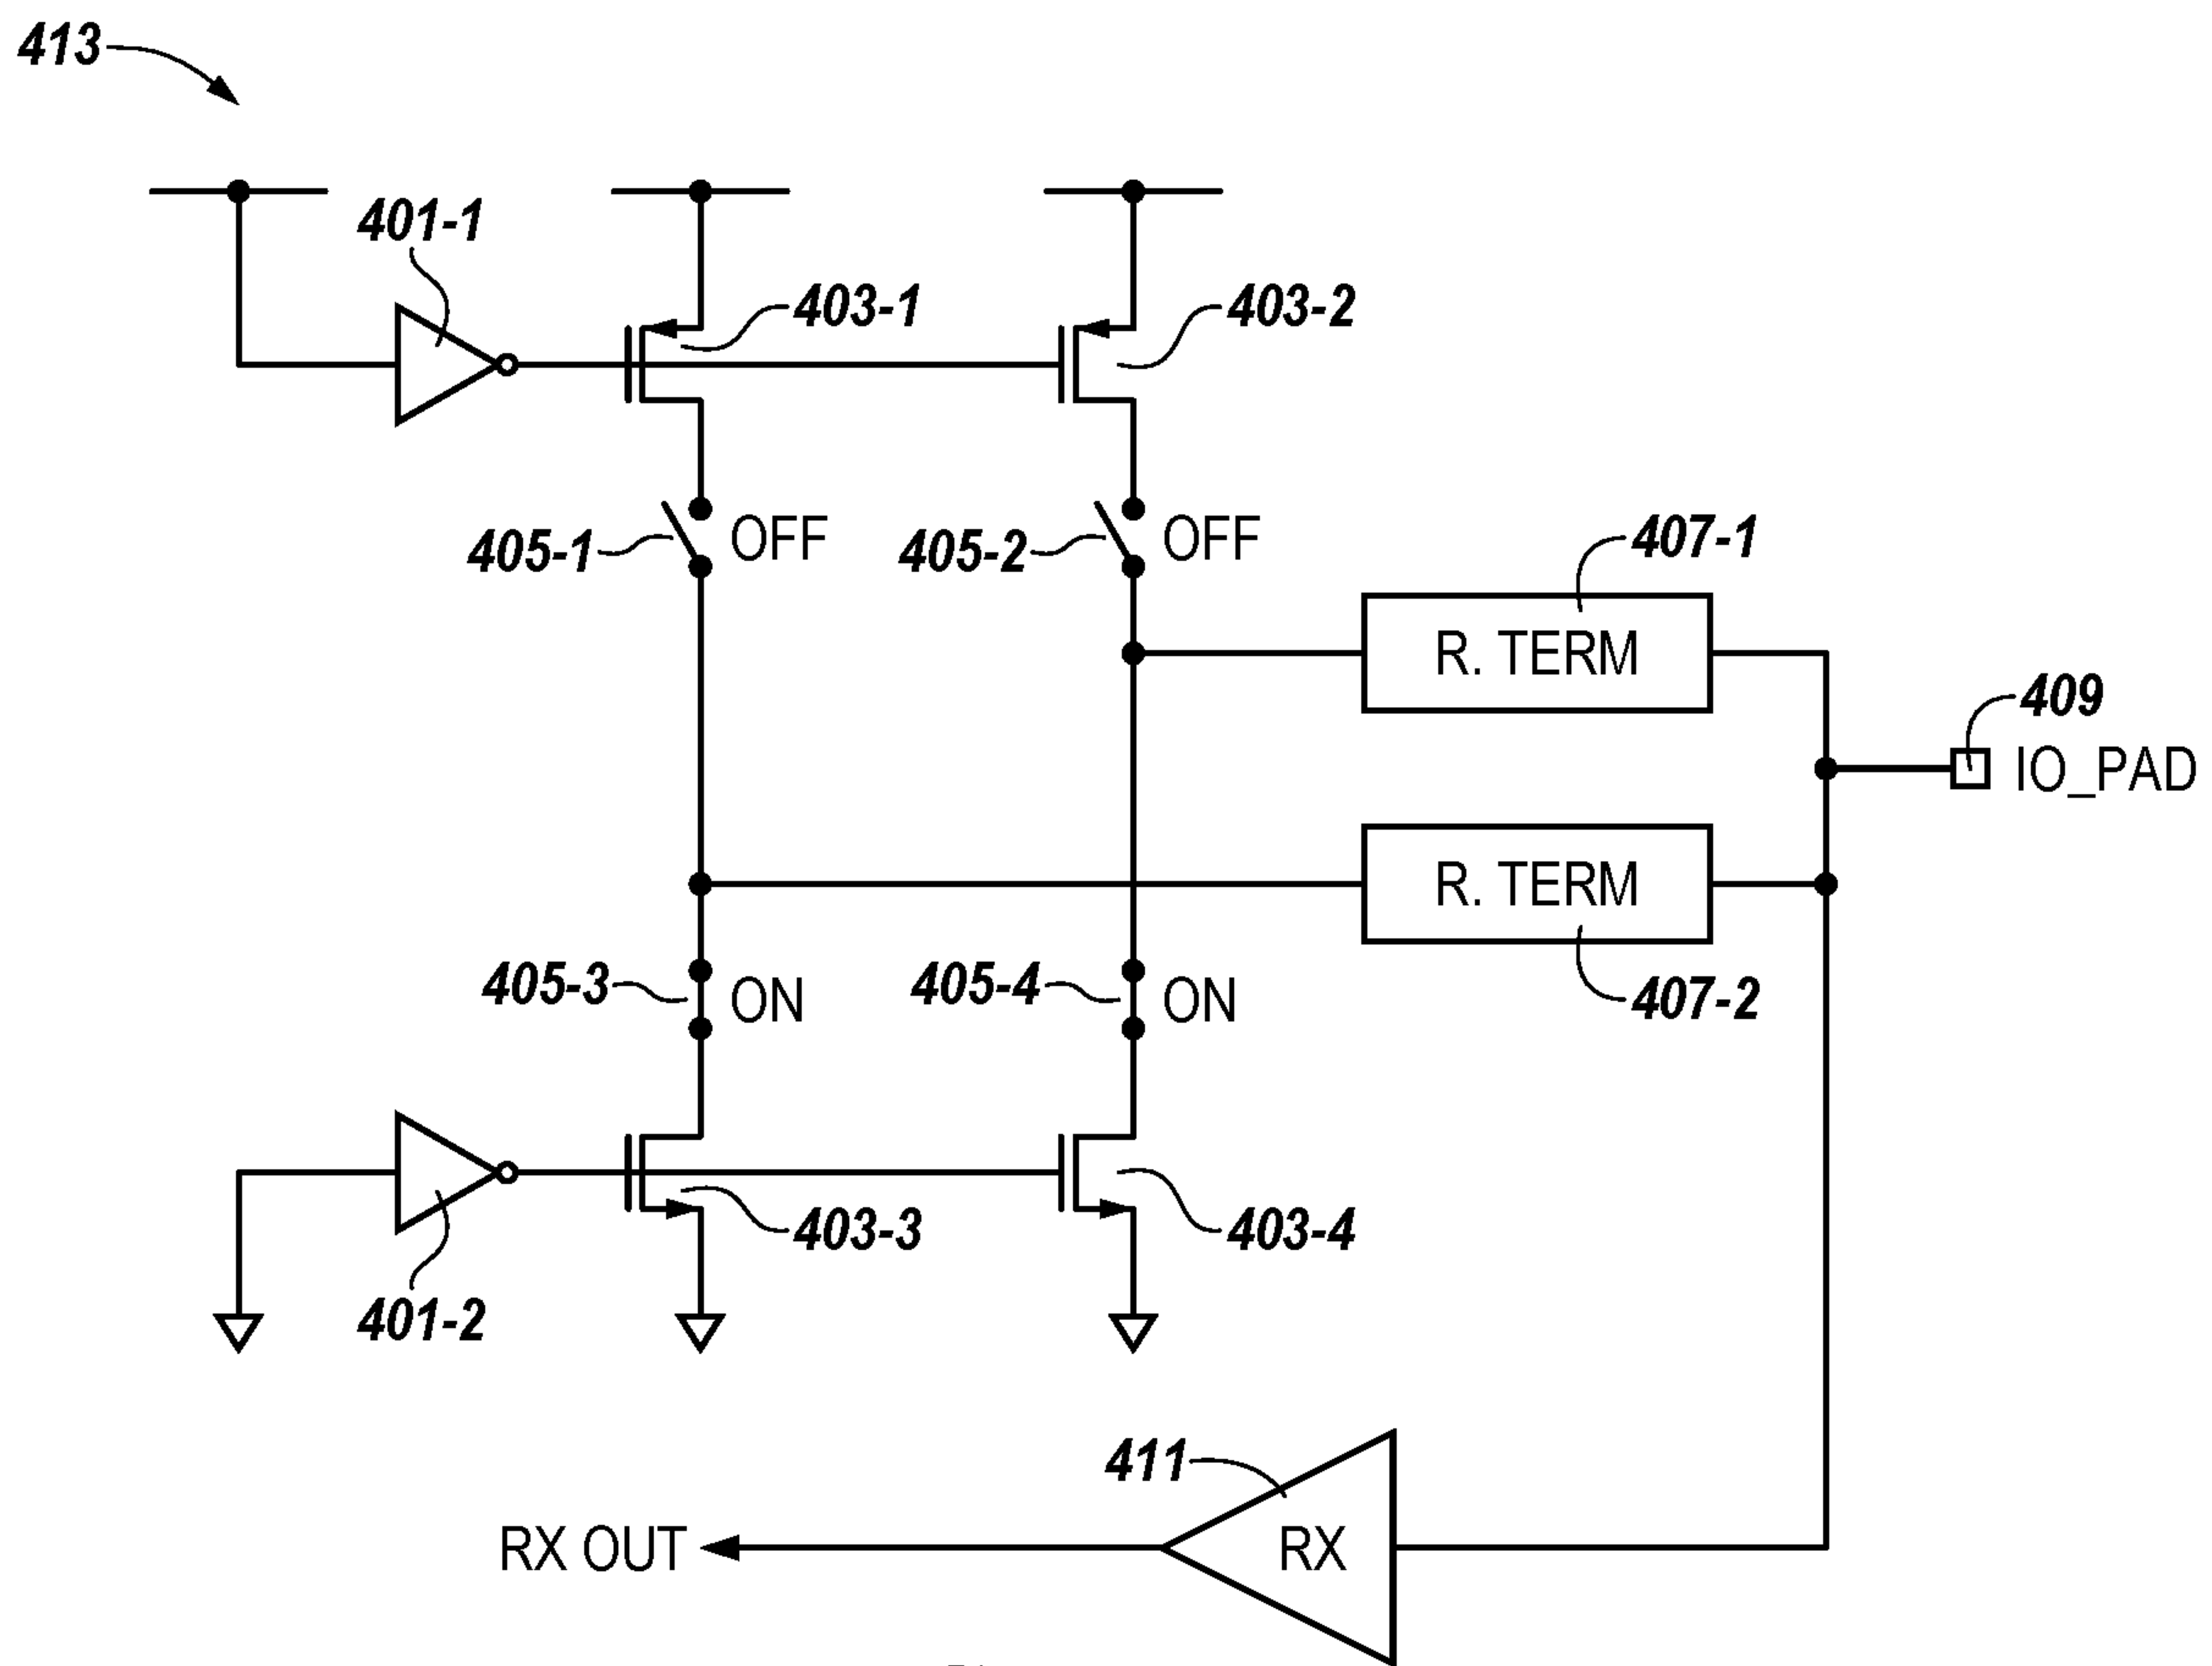 413
401-1
403-1
403-2
405-1
OFF
405-2
OFF
407-1
R. TERM
409
IO_PAD
R. TERM
405-3
ON
405-4
ON
407-2
401-2
403-3
403-4
411
RX OUT
RX